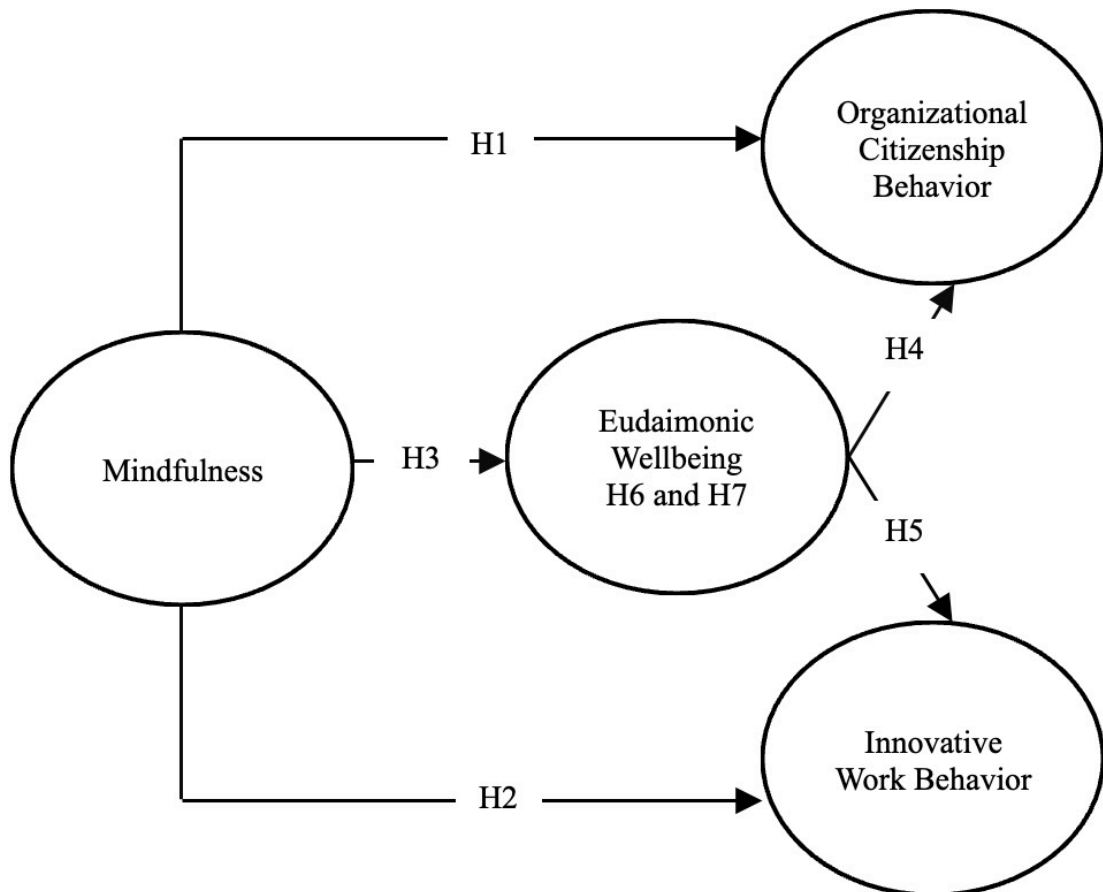 Organizational
Citizenship
Behavior
H1
H4
Eudaimonic
Wellbeing
H6 and H7
Mindfulness
H3
H5
Innovative
Work Behavior
H2